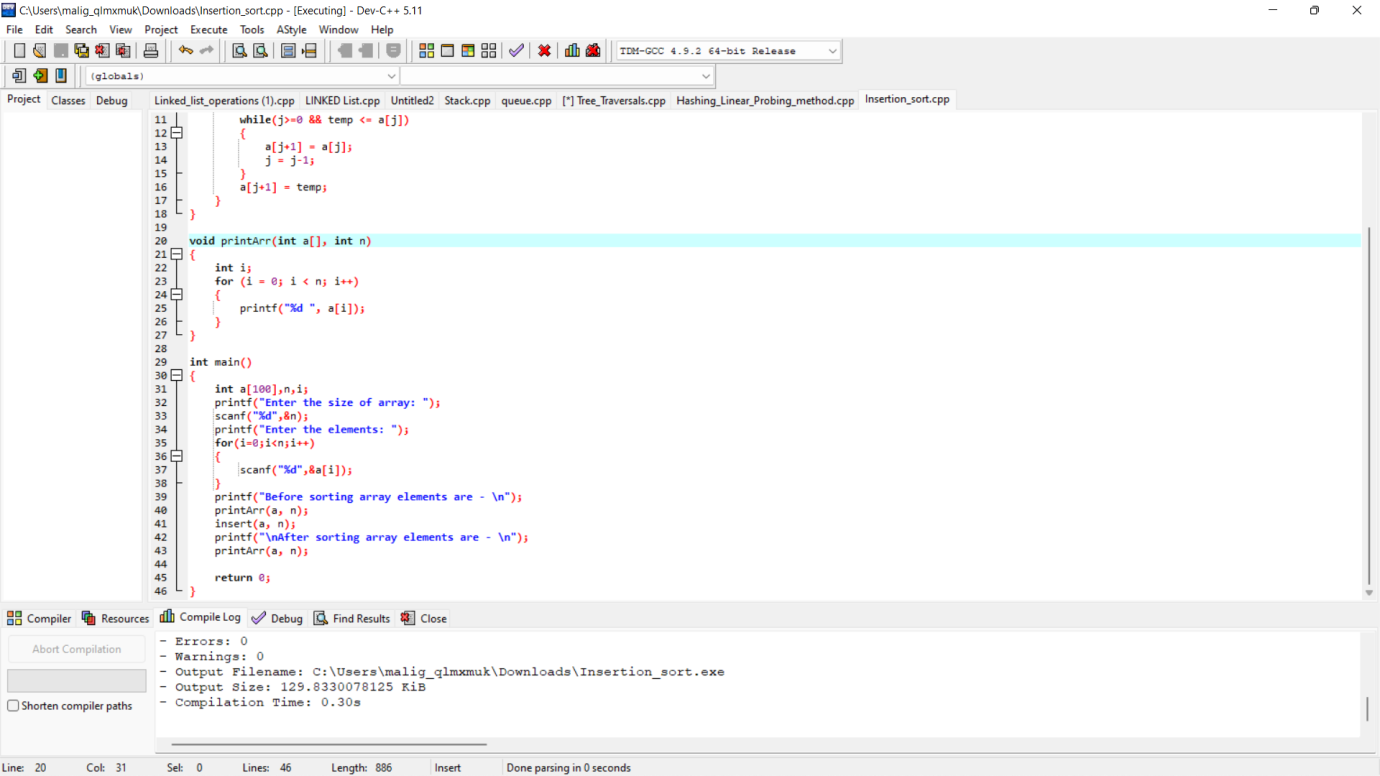 C:\Users\malig_qlmxmuk\Downloads\Insertion_sort.cpp - [Executing] - Dev-C++ 5.11
File Edit Search View Project Execute Tools AStyle Window Help
TDM-GCC 4.9.2 64-bit Release
(globals)
Project Classes Debug Linked_list_operations (1).cpp LINKED List.cpp Untitled2 Stack.cpp queue.cpp [*] Tree_Traversals.cpp Hashing_Linear_Probing_method.cpp Insertion_sort.cpp
11 while(j>=0 && temp <= a[j])
12 {
13 a[j+1] = a[j];
14 j = j-1;
15 }
16 a[j+1] = temp;
17 }
18 }
19
20 void printArr(int a[], int n)
21 {
22 int i;
23 for (i = 0; i < n; i++)
24 {
25 printf("%d ", a[i]);
26 }
27 }
28
29 int main()
30 {
31 int a[100],n,i;
32 printf("Enter the size of array: ");
33 scanf("%d",&n);
34 printf("Enter the elements: ");
35 for(i=0;i<n;i++)
36 {
37 scanf("%d",&a[i]);
38 }
39 printf("Before sorting array elements are - \n");
40 printArr(a, n);
41 insert(a, n);
42 printf("\nAfter sorting array elements are - \n");
43 printArr(a, n);
44
45 return 0;
46 }
Compiler Resources Compile Log Debug Find Results Close
Abort Compilation
Shorten compiler paths
- Errors: 0
- Warnings: 0
- Output Filename: C:\Users\malig_qlmxmuk\Downloads\Insertion_sort.exe
- Output Size: 129.8330078125 KiB
- Compilation Time: 0.30s
Line: 20 Col: 31 Sel: 0 Lines: 46 Length: 886 Insert Done parsing in 0 seconds